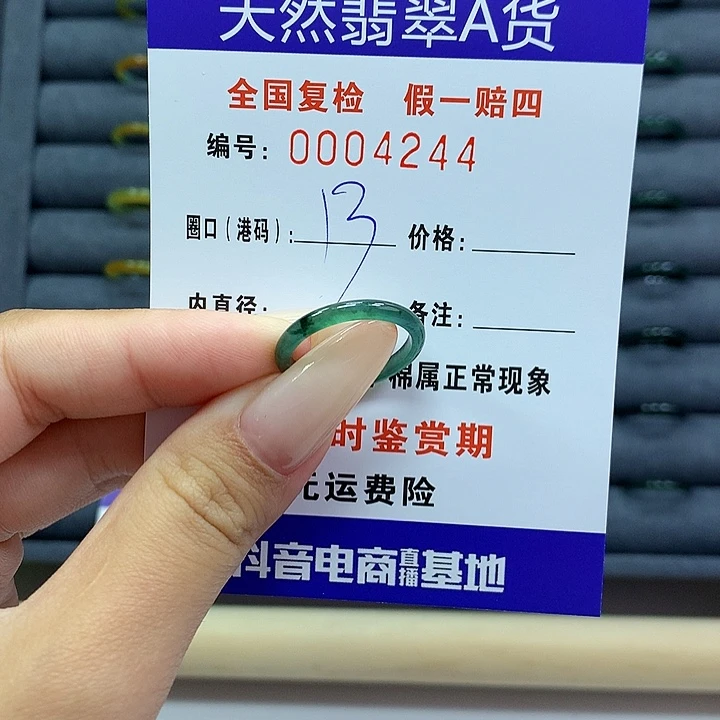 天然翡翠A货
全国复检 假一赔四
编号: 0004244
圈口(港码): 13 价格:
内直径: 备注:
棉属正常现象
时鉴赏期
无运费险
抖音电商直播基地